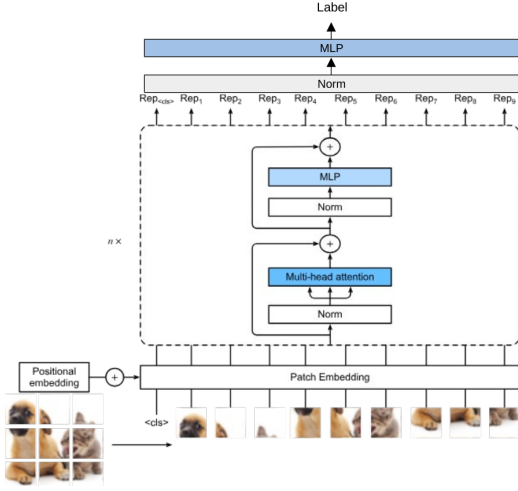 Label
MLP
Norm
Rep<cls> Rep1 Rep2 Rep3 Rep4 Rep5 Rep6 Rep7 Rep8 Rep9
+
MLP
Norm
+
n ×
Multi-head attention
Norm
Positional
embedding
+
Patch Embedding
<cls>